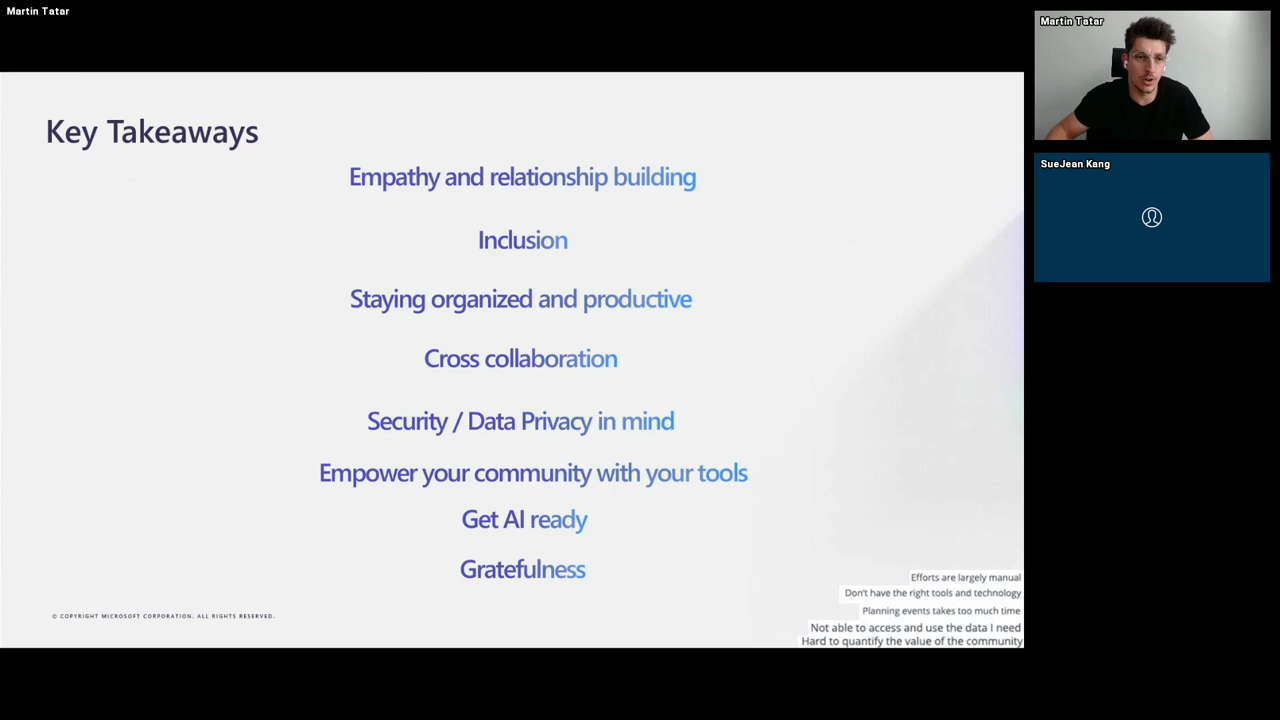 Martin Tatar
Key Takeaways
Empathy and relationship building
Inclusion
Staying organized and productive
Cross collaboration
Security / Data Privacy in mind
Empower your community with your tools
Get AI ready
Gratefulness
© COPYRIGHT MICROSOFT CORPORATION. ALL RIGHTS RESERVED.
Efforts are largely manual
Don't have the right tools and technology
Planning events takes too much time
Not able to access and use the data I need
Hard to quantify the value of the community
Martin Tatar
SueJean Kang